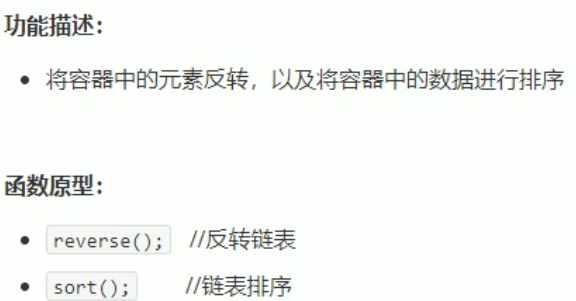 功能描述：
• 将容器中的元素反转，以及将容器中的数据进行排序
函数原型：
• reverse(); //反转链表
• sort(); //链表排序